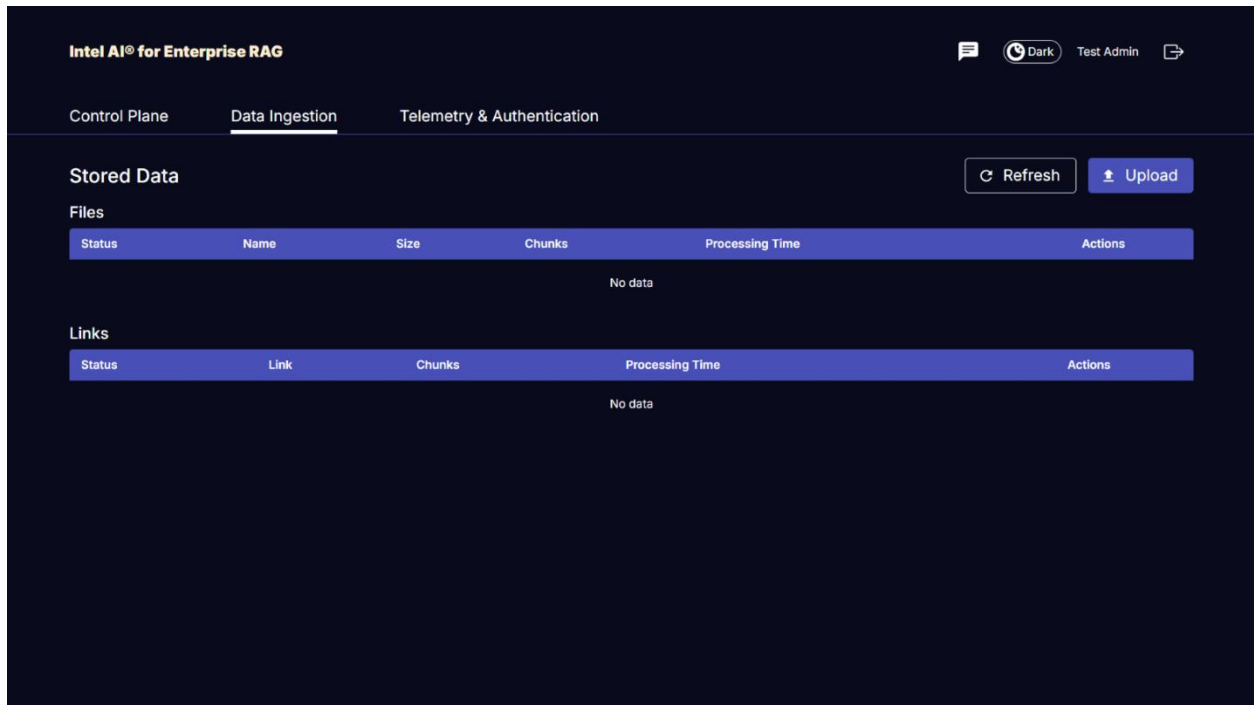 Intel AI® for Enterprise RAG
Dark Test Admin
Control Plane Data Ingestion Telemetry & Authentication
Stored Data
Refresh Upload
Files
Status Name Size Chunks Processing Time Actions
No data
Links
Status Link Chunks Processing Time Actions
No data